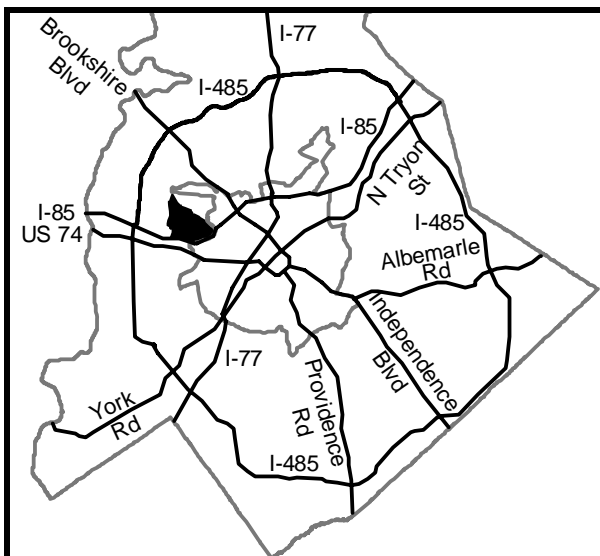 I-77
Brookshire
Blvd
I-485
I-85
N Tryon
St
I-85
US 74
I-485
Albemarle
Rd
Independence
Blvd
I-77
Providence
Rd
York
Rd
I-485